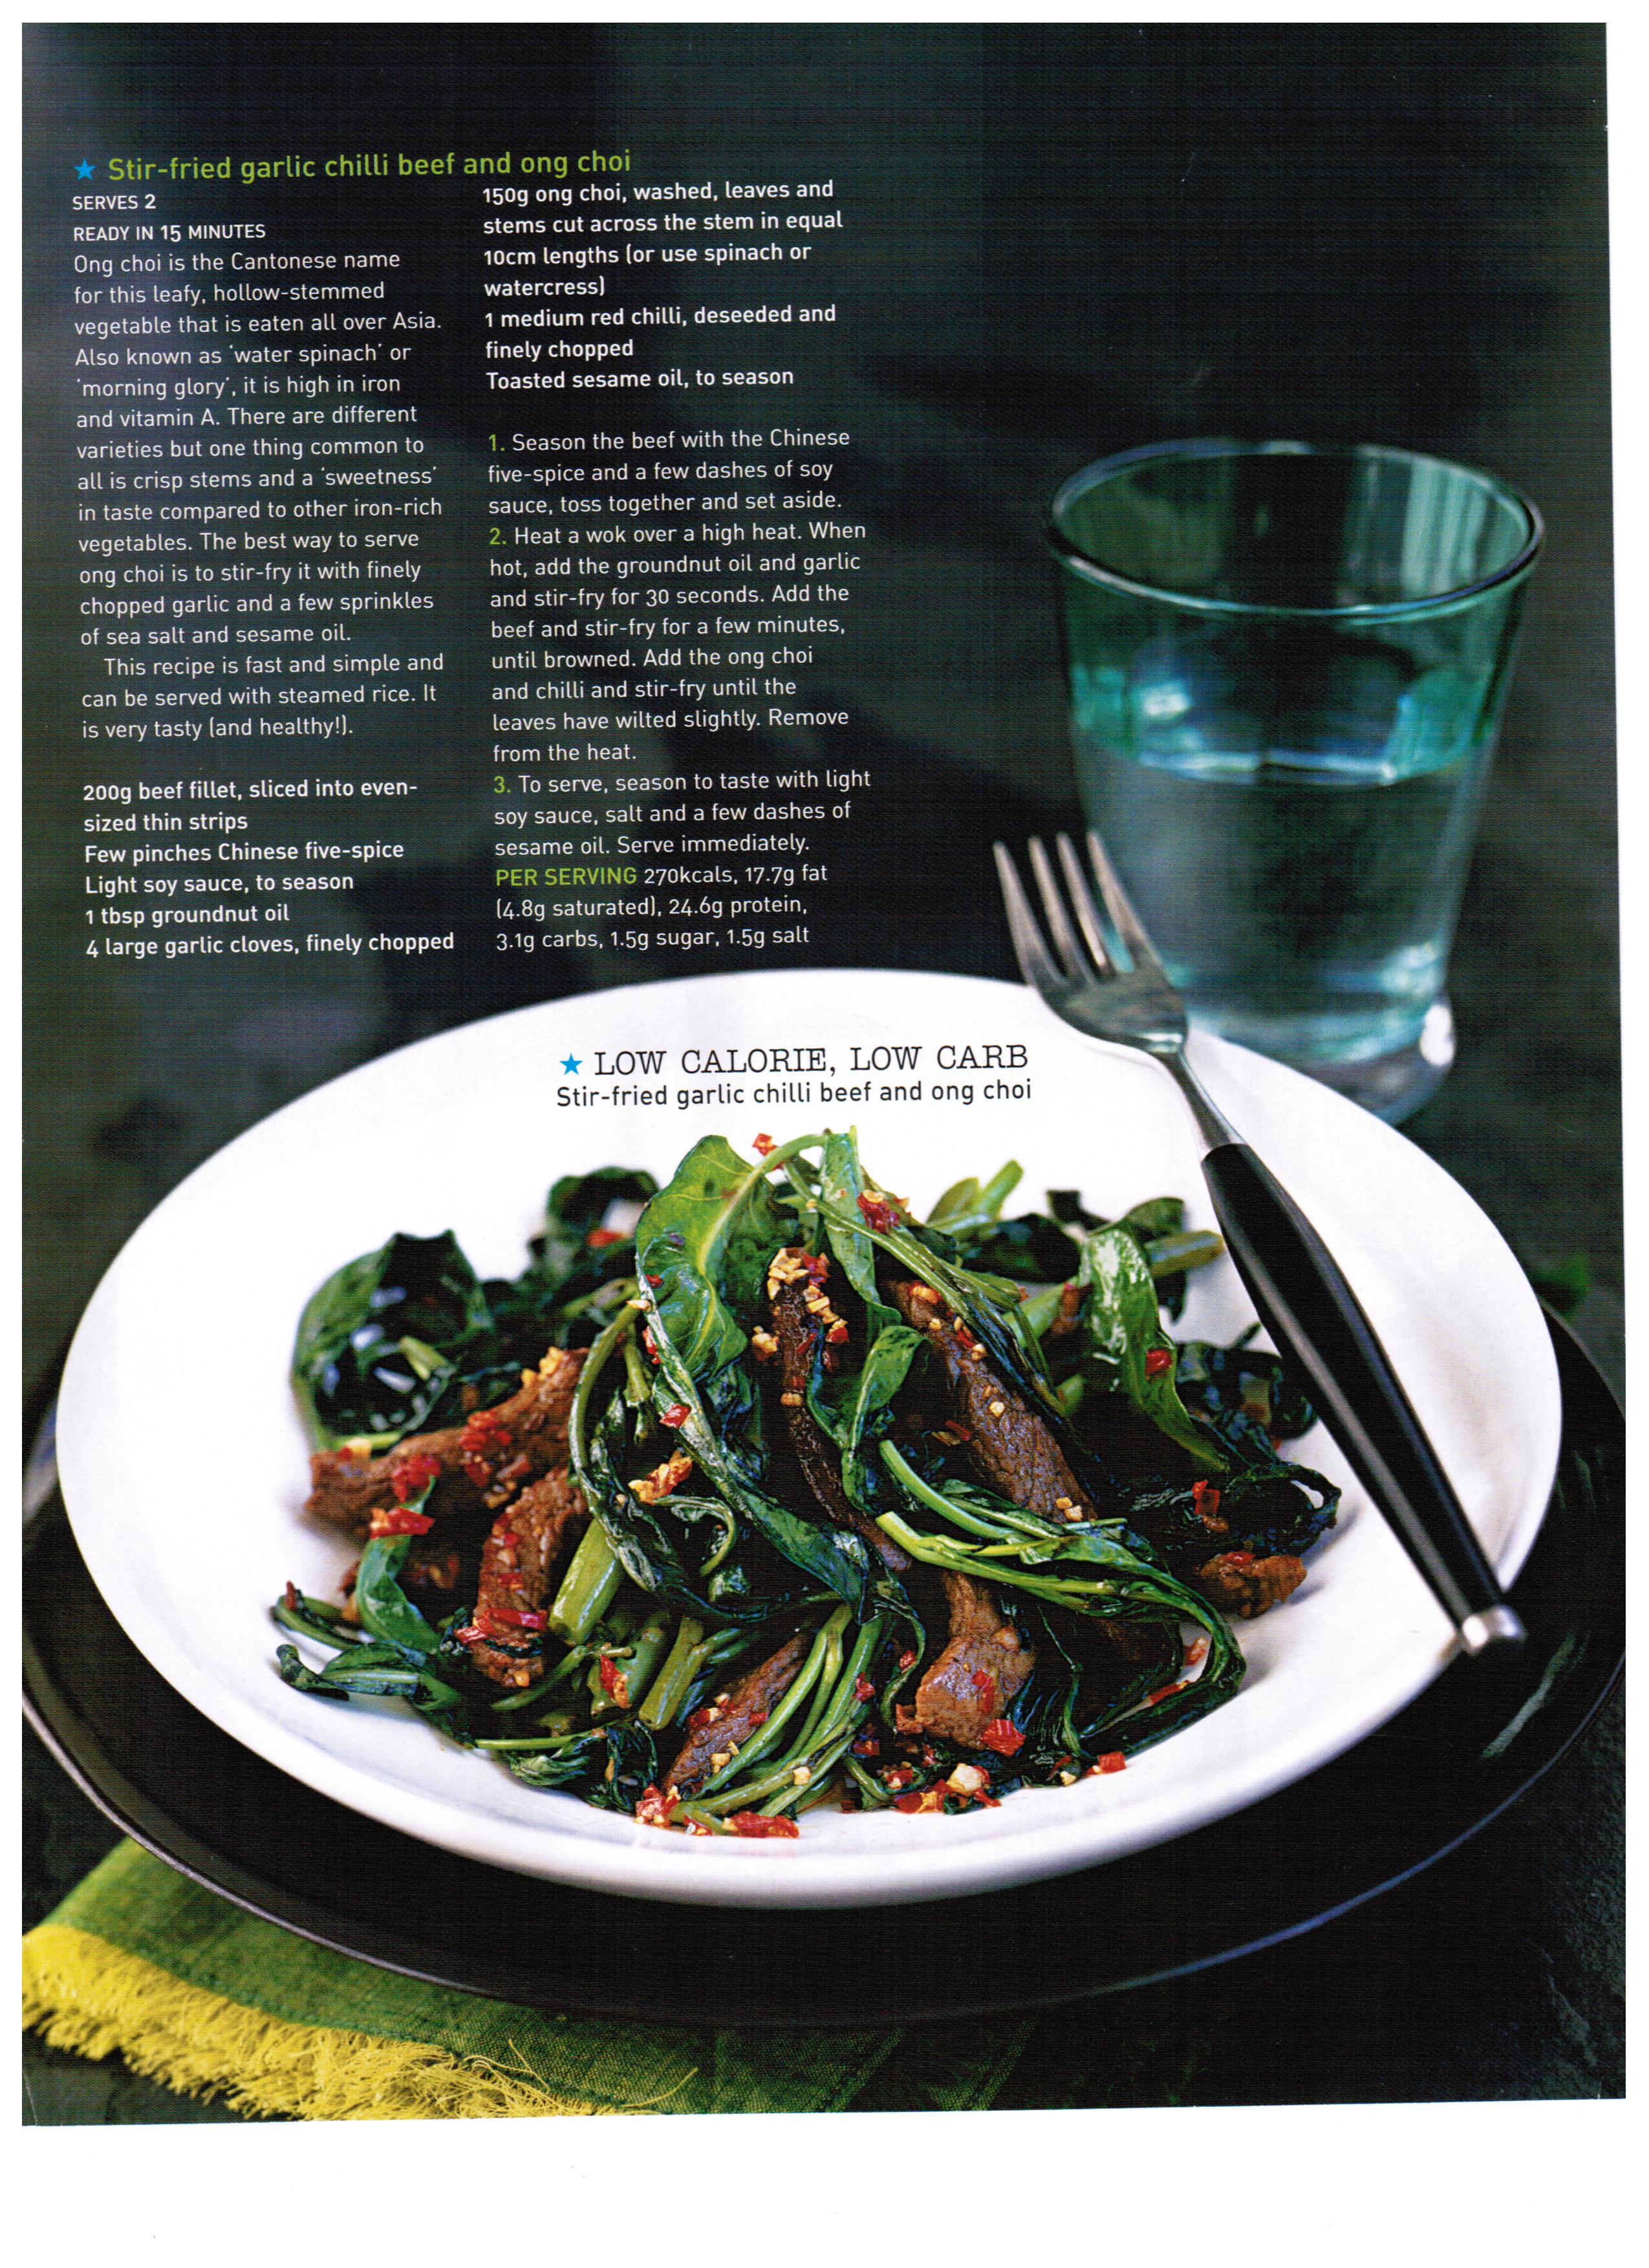 ★ Stir-fried garlic chilli beef and ong choi
SERVES 2
READY IN 15 MINUTES
Ong choi is the Cantonese name
for this leafy, hollow-stemmed
vegetable that is eaten all over Asia.
Also known as ‘water spinach’ or
‘morning glory’, it is high in iron
and vitamin A. There are different
varieties but one thing common to
all is crisp stems and a ‘sweetness’
in taste compared to other iron-rich
vegetables. The best way to serve
ong choi is to stir-fry it with finely
chopped garlic and a few sprinkles
of sea salt and sesame oil.
This recipe is fast and simple and
can be served with steamed rice. It
is very tasty (and healthy!).
200g beef fillet, sliced into even-
sized thin strips
Few pinches Chinese five-spice
Light soy sauce, to season
1 tbsp groundnut oil
4 large garlic cloves, finely chopped
150g ong choi, washed, leaves and
stems cut across the stem in equal
10cm lengths (or use spinach or
watercress)
1 medium red chilli, deseeded and
finely chopped
Toasted sesame oil, to season
1. Season the beef with the Chinese
five-spice and a few dashes of soy
sauce, toss together and set aside.
2. Heat a wok over a high heat. When
hot, add the groundnut oil and garlic
and stir-fry for 30 seconds. Add the
beef and stir-fry for a few minutes,
until browned. Add the ong choi
and chilli and stir-fry until the
leaves have wilted slightly. Remove
from the heat.
3. To serve, season to taste with light
soy sauce, salt and a few dashes of
sesame oil. Serve immediately.
PER SERVING 270kcals, 17.7g fat
(4.8g saturated), 24.6g protein,
3.1g carbs, 1.5g sugar, 1.5g salt
★ LOW CALORIE, LOW CARB
Stir-fried garlic chilli beef and ong choi